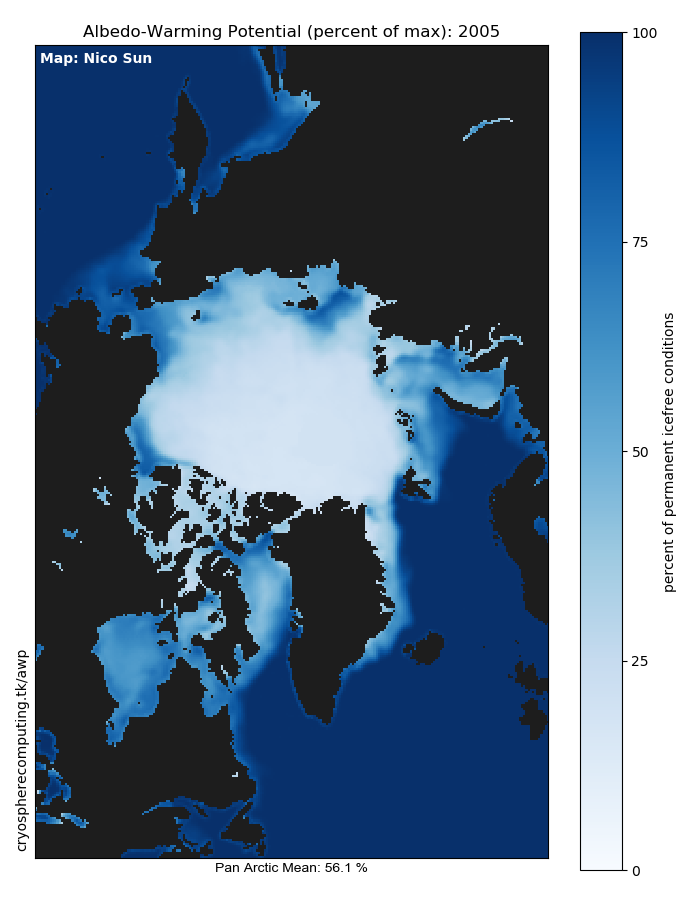 Albedo-Warming Potential (percent of max): 2005
Map: Nico Sun
100
75
50
25
0
percent of permanent icefree conditions
cryospherecomputing.tk/awp
Pan Arctic Mean: 56.1 %